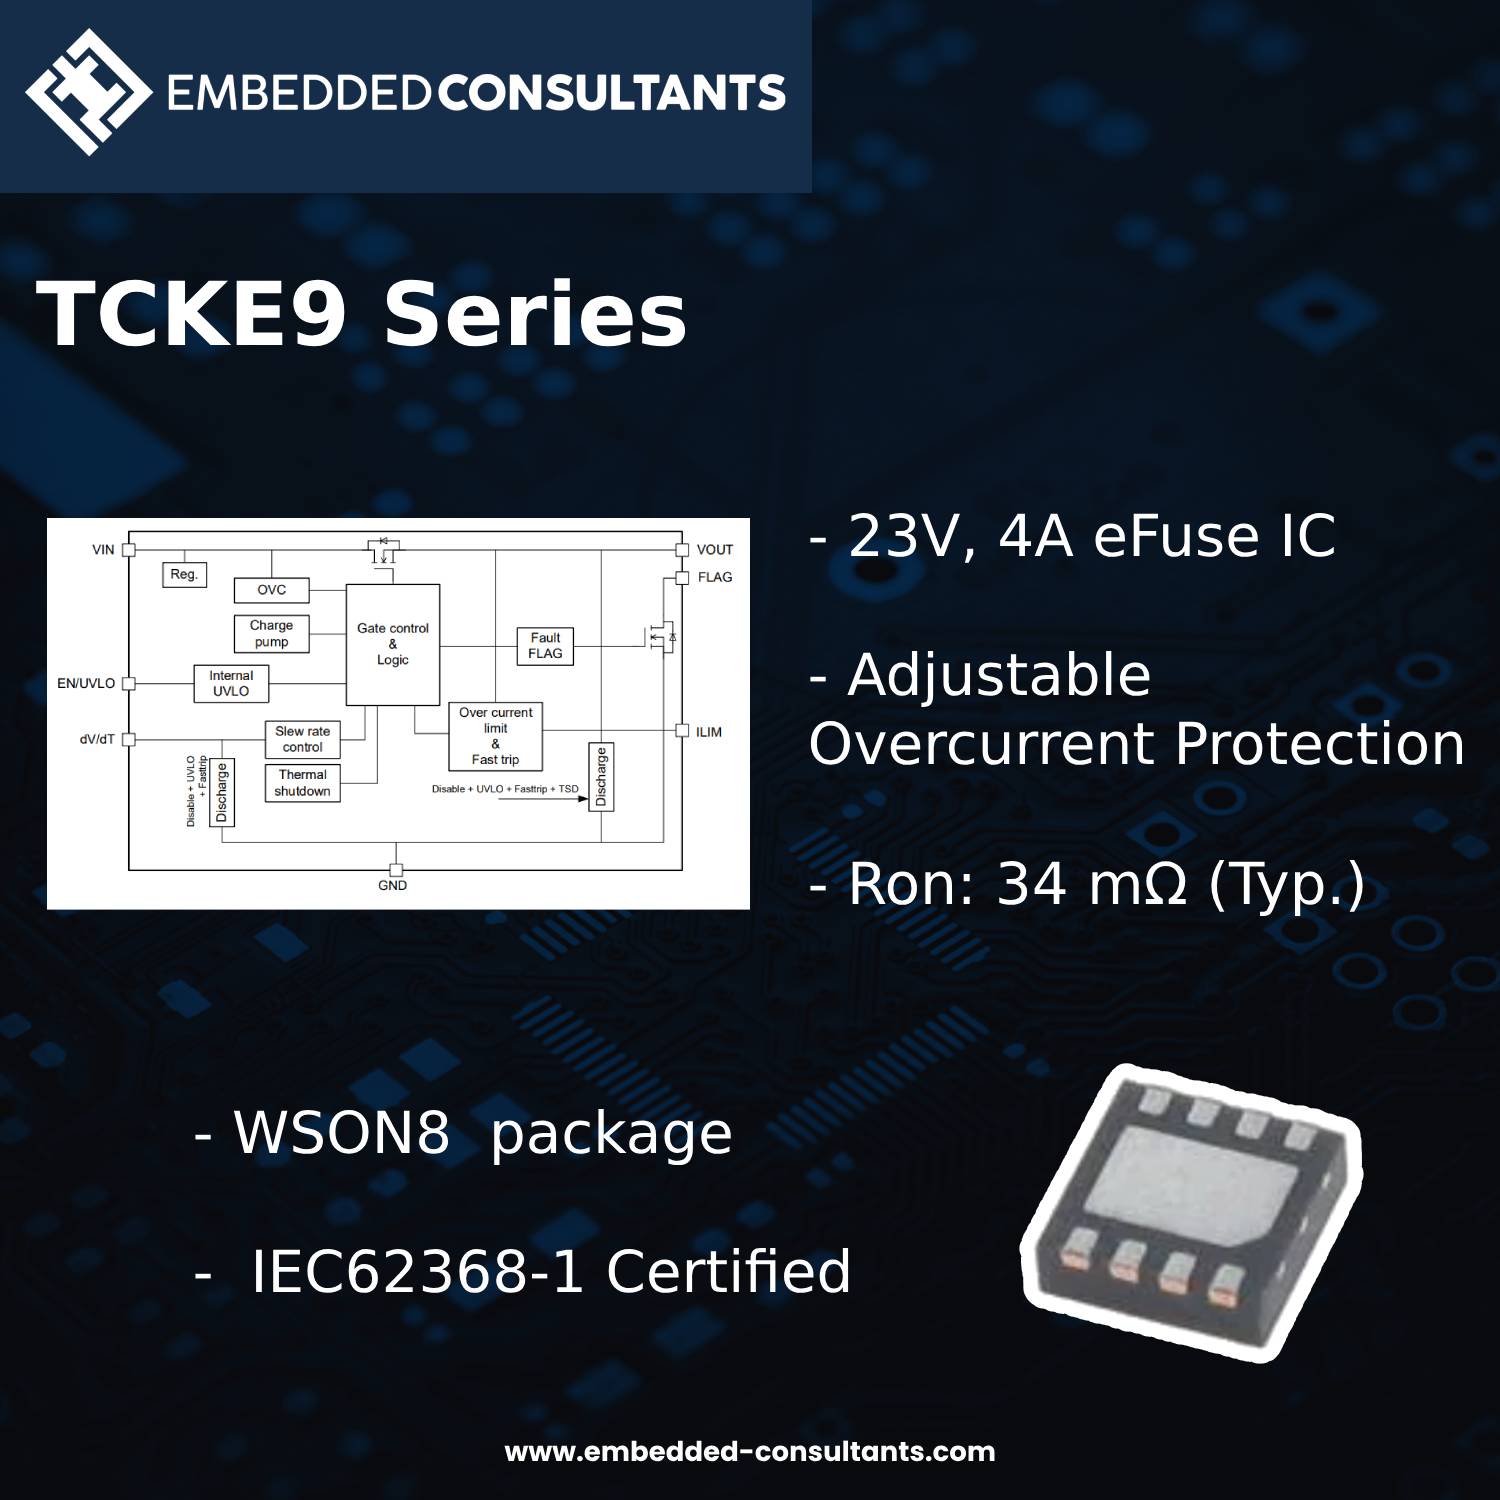 EMBEDDEDCONSULTANTS
TCKE9 Series
VIN
VOUT
FLAG
Reg.
OVC
Charge
pump
Gate control
&
Logic
Fault
FLAG
EN/UVLO
Internal
UVLO
dV/dT
Slew rate
control
Over current
limit
&
Fast trip
ILIM
Thermal
shutdown
Disable + UVLO
+ Fasttrip
Discharge
Disable + UVLO + Fasttrip + TSD
Discharge
GND
- 23V, 4A eFuse IC
- Adjustable
Overcurrent Protection
- Ron: 34 mΩ (Typ.)
- WSON8 package
- IEC62368-1 Certified
www.embedded-consultants.com